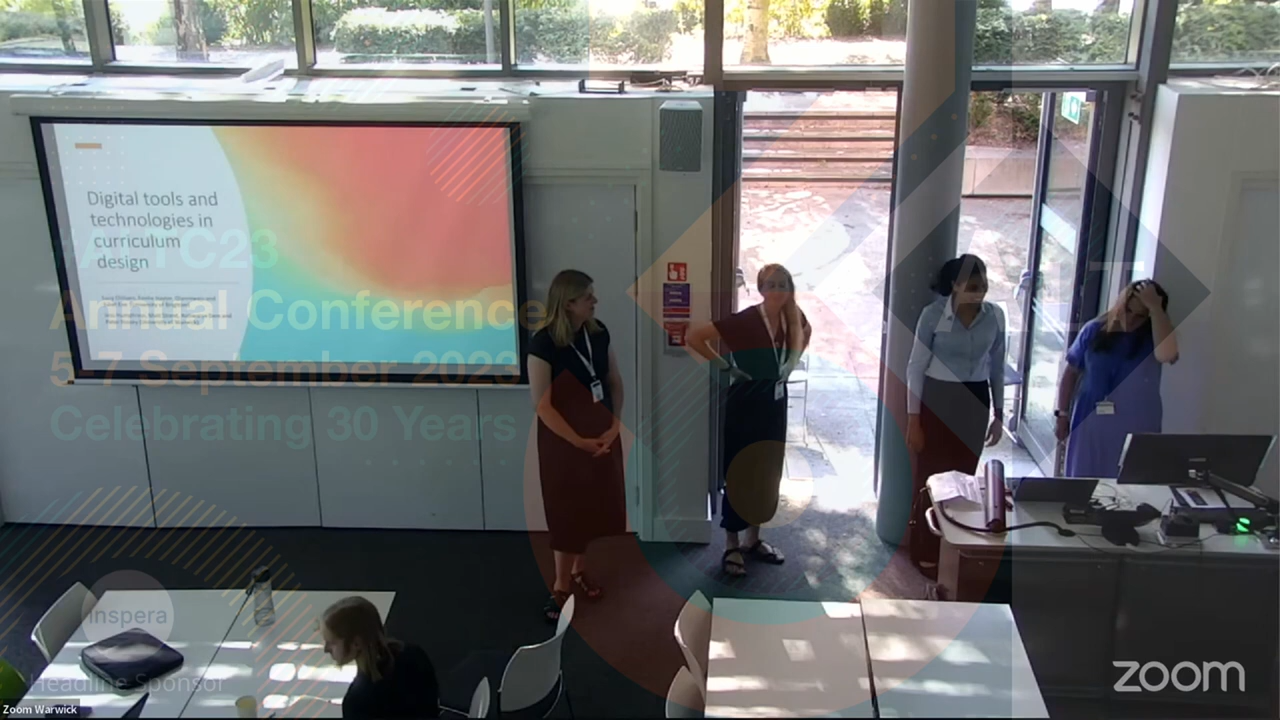 Digital tools and
technologies in
curriculum
design
ALTC23
Annual Conference
5-7 September 2023
Celebrating 30 Years
ALT
inspera
Headline Sponsor
Zoom Warwick
zoom